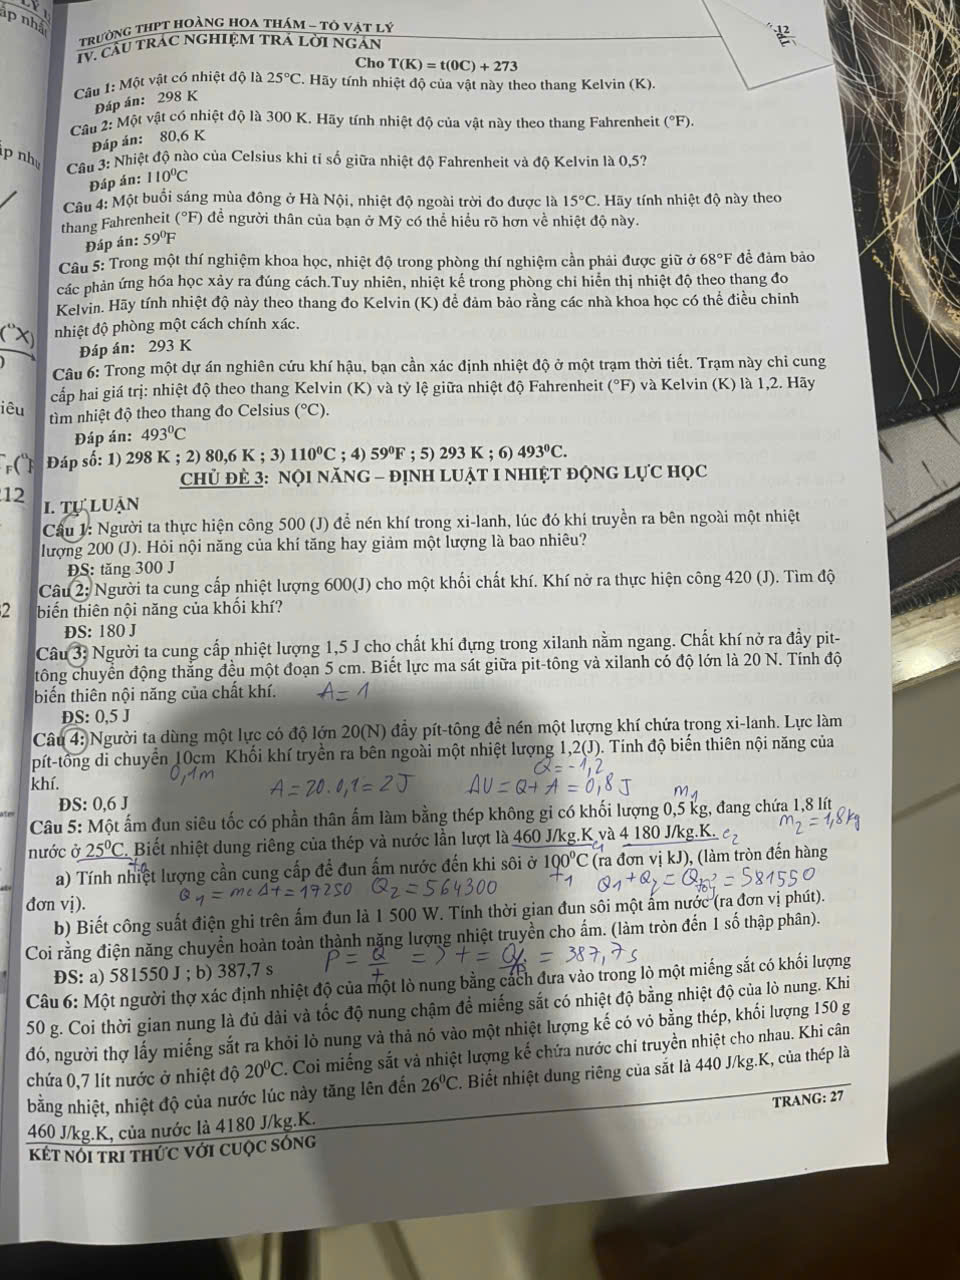 ấp nhất
TRƯỜNG THPT HOÀNG HOA THÁM – TỔ VẬT LÝ
IV. CÂU TRẮC NGHIỆM TRẢ LỜI NGẮN
Cho T(K) = t(0C) + 273
Câu 1: Một vật có nhiệt độ là 25°C. Hãy tính nhiệt độ của vật này theo thang Kelvin (K).
Đáp án: 298 K
Câu 2: Một vật có nhiệt độ là 300 K. Hãy tính nhiệt độ của vật này theo thang Fahrenheit (°F).
Đáp án: 80,6 K
Câu 3: Nhiệt độ nào của Celsius khi tỉ số giữa nhiệt độ Fahrenheit và độ Kelvin là 0,5?
Đáp án: 110⁰C
Câu 4: Một buổi sáng mùa đông ở Hà Nội, nhiệt độ ngoài trời đo được là 15°C. Hãy tính nhiệt độ này theo
thang Fahrenheit (°F) để người thân của bạn ở Mỹ có thể hiểu rõ hơn về nhiệt độ này.
Đáp án: 59⁰F
Câu 5: Trong một thí nghiệm khoa học, nhiệt độ trong phòng thí nghiệm cần phải được giữ ở 68°F để đảm bảo
các phản ứng hóa học xảy ra đúng cách.Tuy nhiên, nhiệt kế trong phòng chỉ hiển thị nhiệt độ theo thang đo
Kelvin. Hãy tính nhiệt độ này theo thang đo Kelvin (K) để đảm bảo rằng các nhà khoa học có thể điều chỉnh
nhiệt độ phòng một cách chính xác.
Đáp án: 293 K
Câu 6: Trong một dự án nghiên cứu khí hậu, bạn cần xác định nhiệt độ ở một trạm thời tiết. Trạm này chỉ cung
cấp hai giá trị: nhiệt độ theo thang Kelvin (K) và tỷ lệ giữa nhiệt độ Fahrenheit (°F) và Kelvin (K) là 1,2. Hãy
tìm nhiệt độ theo thang đo Celsius (°C).
Đáp án: 493⁰C
Đáp số: 1) 298 K ; 2) 80,6 K ; 3) 110⁰C ; 4) 59⁰F ; 5) 293 K ; 6) 493⁰C.
CHỦ ĐỀ 3: NỘI NĂNG – ĐỊNH LUẬT I NHIỆT ĐỘNG LỰC HỌC
I. TỰ LUẬN
Câu 1: Người ta thực hiện công 500 (J) để nén khí trong xi-lanh, lúc đó khí truyền ra bên ngoài một nhiệt
lượng 200 (J). Hỏi nội năng của khí tăng hay giảm một lượng là bao nhiêu?
ĐS: tăng 300 J
Câu 2: Người ta cung cấp nhiệt lượng 600(J) cho một khối chất khí. Khí nở ra thực hiện công 420 (J). Tìm độ
biến thiên nội năng của khối khí?
ĐS: 180 J
Câu 3: Người ta cung cấp nhiệt lượng 1,5 J cho chất khí đựng trong xilanh nằm ngang. Chất khí nở ra đẩy pit-
tông chuyển động thẳng đều một đoạn 5 cm. Biết lực ma sát giữa pit-tông và xilanh có độ lớn là 20 N. Tính độ
biến thiên nội năng của chất khí. A = 1
ĐS: 0,5 J
Câu 4: Người ta dùng một lực có độ lớn 20(N) đẩy pít-tông để nén một lượng khí chứa trong xi-lanh. Lực làm
pít-tông di chuyển 10cm Khối khí tryền ra bên ngoài một nhiệt lượng 1,2(J). Tính độ biến thiên nội năng của
0,1m Q = -1,2
khí. A = 20.0,1 = 2 J ΔU = Q + A = 0,8 J
ĐS: 0,6 J
m₁
Câu 5: Một ấm đun siêu tốc có phần thân ấm làm bằng thép không gỉ có khối lượng 0,5 kg, đang chứa 1,8 lít
m₂ = 1,8kg
nước ở 25⁰C. Biết nhiệt dung riêng của thép và nước lần lượt là 460 J/kg.K và 4 180 J/kg.K. c₂
a) Tính nhiệt lượng cần cung cấp để đun ấm nước đến khi sôi ở 100⁰C (ra đơn vị kJ), (làm tròn đến hàng
đơn vị). Q₁ = mcΔt = 17250 Q₂ = 564300 t₁ Q₁ + Q₂ = Q = 581550
b) Biết công suất điện ghi trên ấm đun là 1 500 W. Tính thời gian đun sôi một ấm nước (ra đơn vị phút).
Coi rằng điện năng chuyển hoàn toàn thành năng lượng nhiệt truyền cho ấm. (làm tròn đến 1 số thập phân).
P = Q/t => t = Q/P = 387,7s
ĐS: a) 581550 J ; b) 387,7 s
Câu 6: Một người thợ xác định nhiệt độ của một lò nung bằng cách đưa vào trong lò một miếng sắt có khối lượng
50 g. Coi thời gian nung là đủ dài và tốc độ nung chậm để miếng sắt có nhiệt độ bằng nhiệt độ của lò nung. Khi
đó, người thợ lấy miếng sắt ra khỏi lò nung và thả nó vào một nhiệt lượng kế có vỏ bằng thép, khối lượng 150 g
chứa 0,7 lít nước ở nhiệt độ 20⁰C. Coi miếng sắt và nhiệt lượng kế chứa nước chỉ truyền nhiệt cho nhau. Khi cân
bằng nhiệt, nhiệt độ của nước lúc này tăng lên đến 26⁰C. Biết nhiệt dung riêng của sắt là 440 J/kg.K, của thép là
460 J/kg.K, của nước là 4180 J/kg.K.
TRANG: 27
KẾT NỐI TRI THỨC VỚI CUỘC SỐNG